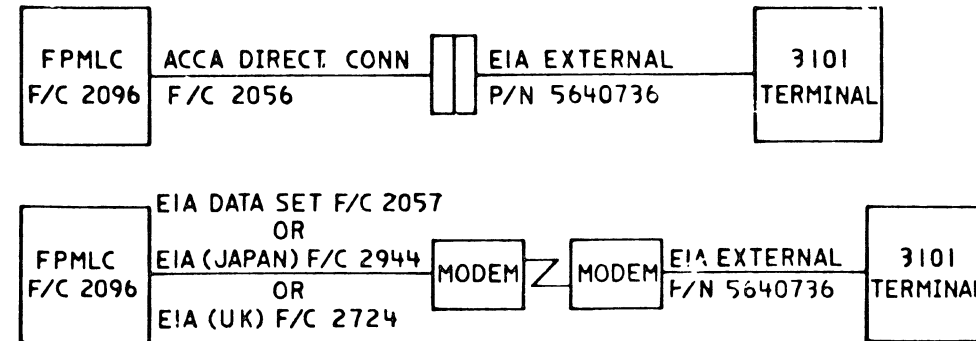 FPMLC
F/C 2096
ACCA DIRECT. CONN
F/C 2056
EIA EXTERNAL
P/N 5640736
3101
TERMINAL
FPMLC
F/C 2096
EIA DATA SET F/C 2057
OR
EIA (JAPAN) F/C 2944
OR
EIA (UK) F/C 2724
MODEM
MODEM
EIA EXTERNAL
P/N 5640736
3101
TERMINAL